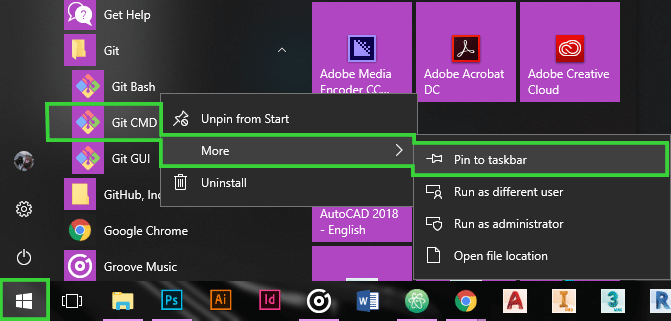 Get Help
Git
Git Bash
Git CMD
Git GUI
GitHub, Inc
Google Chrome
Groove Music
Adobe Media
Encoder CC...
Adobe Acrobat
DC
Adobe Creative
Cloud
Unpin from Start
More
Uninstall
Pin to taskbar
Run as different user
Run as administrator
Open file location
AutoCAD 2018 -
English
Ps
Ai
Id
W
A
I
3
R